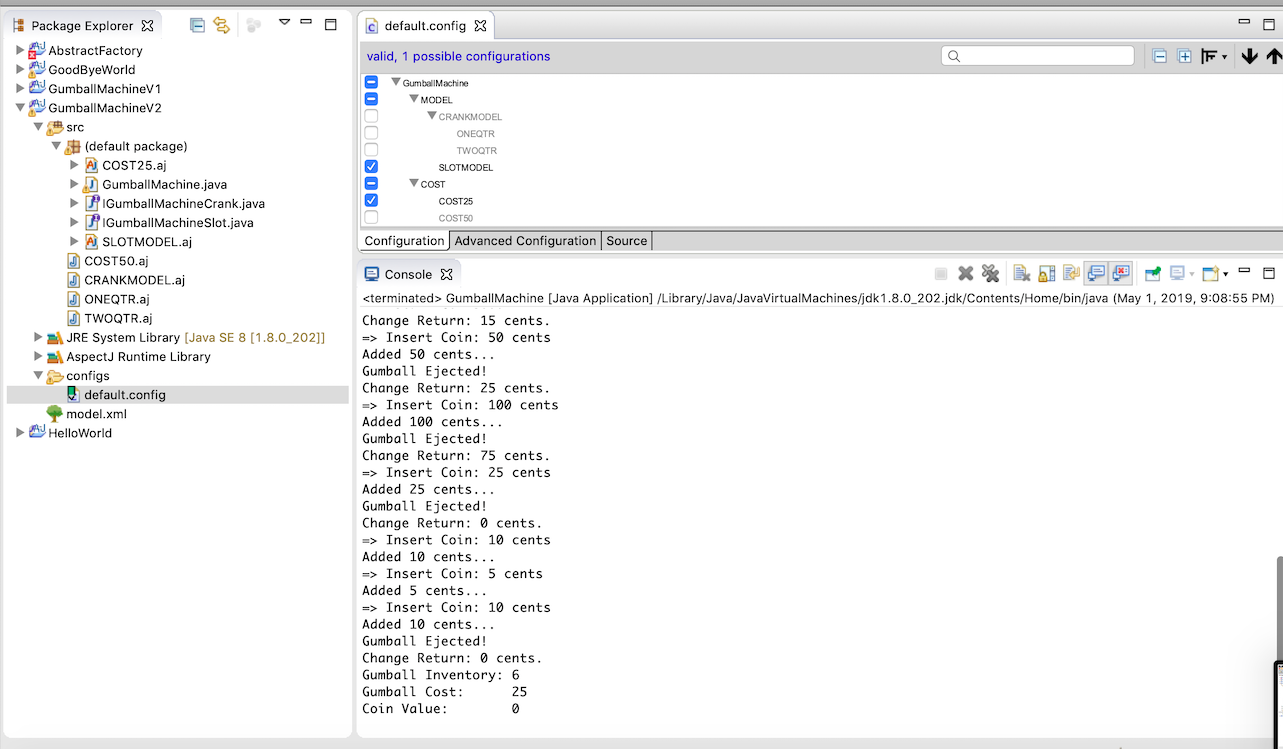 Package Explorer
AbstractFactory
GoodByeWorld
GumballMachineV1
GumballMachineV2
src
(default package)
COST25.aj
GumballMachine.java
IGumballMachineCrank.java
IGumballMachineSlot.java
SLOTMODEL.aj
COST50.aj
CRANKMODEL.aj
ONEQTR.aj
TWOQTR.aj
JRE System Library [Java SE 8 [1.8.0_202]]
AspectJ Runtime Library
configs
default.config
model.xml
HelloWorld
default.config
valid, 1 possible configurations
GumballMachine
MODEL
CRANKMODEL
ONEQTR
TWOQTR
SLOTMODEL
COST
COST25
COST50
Configuration Advanced Configuration Source
Console
<terminated> GumballMachine [Java Application] /Library/Java/JavaVirtualMachines/jdk1.8.0_202.jdk/Contents/Home/bin/java (May 1, 2019, 9:08:55 PM)
Change Return: 15 cents.
=> Insert Coin: 50 cents
Added 50 cents...
Gumball Ejected!
Change Return: 25 cents.
=> Insert Coin: 100 cents
Added 100 cents...
Gumball Ejected!
Change Return: 75 cents.
=> Insert Coin: 25 cents
Added 25 cents...
Gumball Ejected!
Change Return: 0 cents.
=> Insert Coin: 10 cents
Added 10 cents...
=> Insert Coin: 5 cents
Added 5 cents...
=> Insert Coin: 10 cents
Added 10 cents...
Gumball Ejected!
Change Return: 0 cents.
Gumball Inventory: 6
Gumball Cost: 25
Coin Value: 0